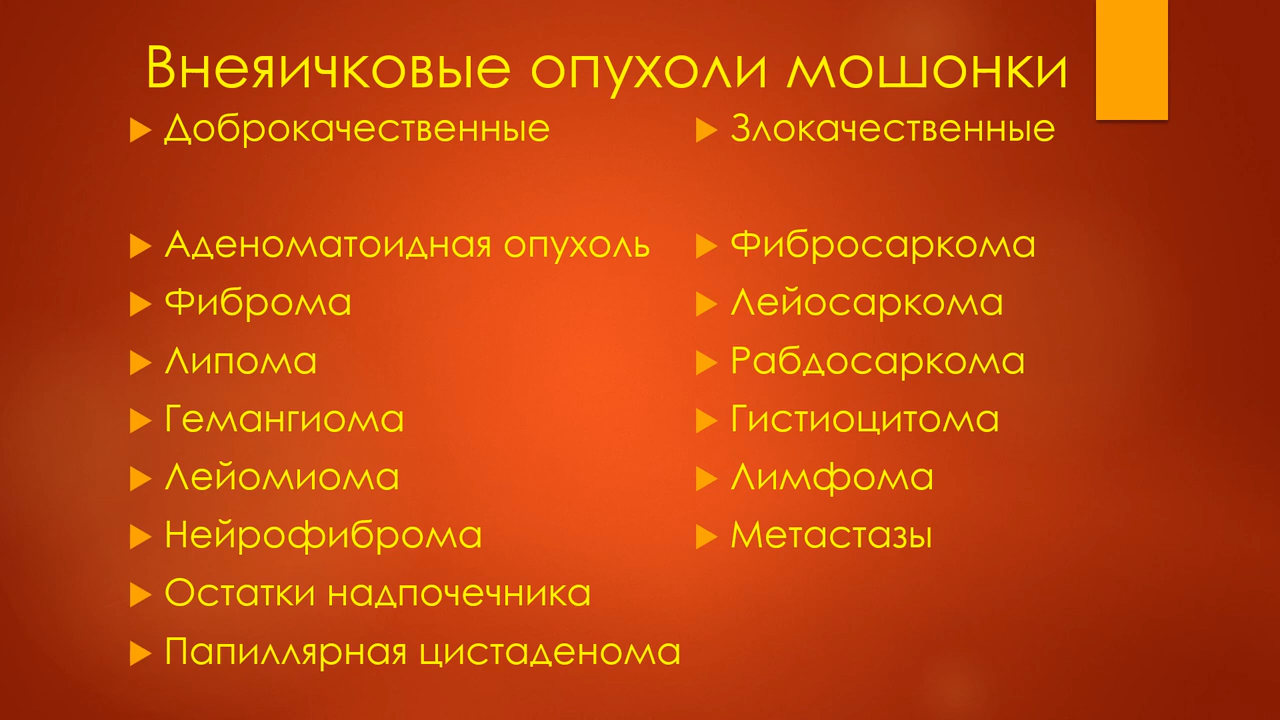 Внеяичковые опухоли мошонки
Доброкачественные
Аденоматоидная опухоль
Фиброма
Липома
Гемангиома
Лейомиома
Нейрофиброма
Остатки надпочечника
Папиллярная цистаденома
Злокачественные
Фибросаркома
Лейосаркома
Рабдосаркома
Гистиоцитома
Лимфома
Метастазы